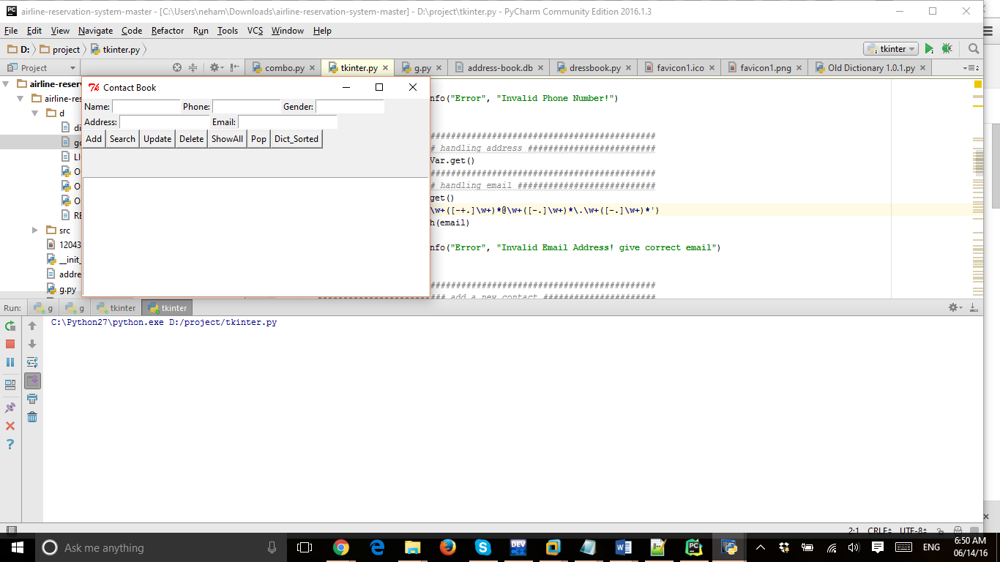 airline-reservation-system-master - [C:\Users\neham\Downloads\airline-reservation-system-master] - D:\project\tkinter.py - PyCharm Community Edition 2016.1.3
File Edit View Navigate Code Refactor Run Tools VCS Window Help
D: project tkinter.py tkinter
Project combo.py tkinter.py g.py address-book.db dressbook.py favicon1.ico favicon1.png Old Dictionary 1.0.1.py
airline-reser
Contact Book
nfo("Error", "Invalid Phone Number!")
airline-res
Name: Phone: Gender:
d
Address: Email:
di
Add Search Update Delete ShowAll Pop Dict_Sorted
#############################################
go
# handling address #########################
LI
Var.get()
O
#############################################
# handling email ###########################
O
get()
O
\w+([-+.]\w+)*@\w+([-.]\w+)*\.\w+([-.]\w+)*')
RE
h(email)
src
12043
nfo("Error", "Invalid Email Address! give correct email")
__init_
addre
#############################################
g.py
add a new contact ######################
Run: g g tkinter tkinter
C:\Python27\python.exe D:/project/tkinter.py
2:1 CRLF UTF-8
Ask me anything
ENG
6:50 AM
06/14/16